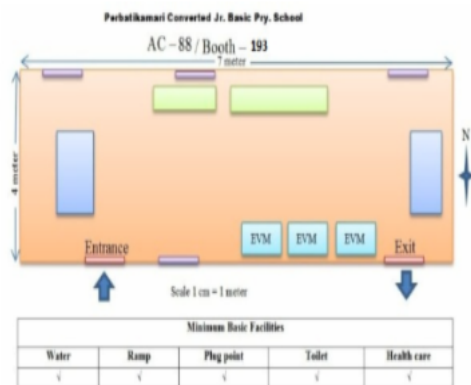 Perbatikamari Converted Jr. Basic Pry. School
AC – 88 / Booth – 193
7 meter
4 meter
N
EVM EVM EVM
Entrance Exit
Scale 1 cm = 1 meter
Minimum Basic Facilities
Water Ramp Plug point Toilet Health care
√ √ √ √ √